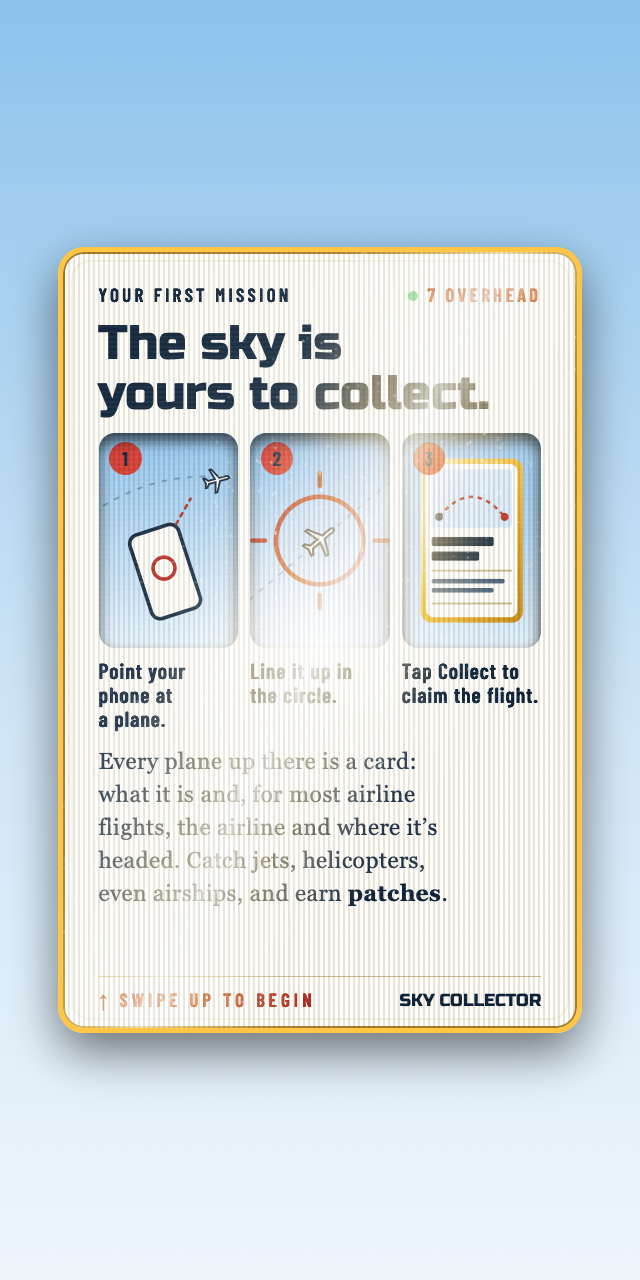 YOUR FIRST MISSION
7 OVERHEAD
The sky is
yours to collect.
1
2
3
Point your
phone at
a plane.
Line it up in
the circle.
Tap Collect to
claim the flight.
Every plane up there is a card:
what it is and, for most airline
flights, the airline and where it’s
headed. Catch jets, helicopters,
even airships, and earn patches.
↑ SWIPE UP TO BEGIN
SKY COLLECTOR